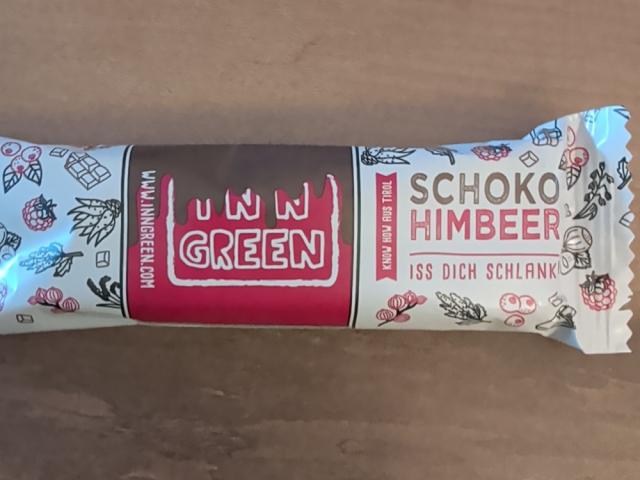 WWW.INNGREEN.COM
INN
GREEN
KNOW HOW AUS TIROL
SCHOKO
HIMBEER
ISS DICH SCHLANK